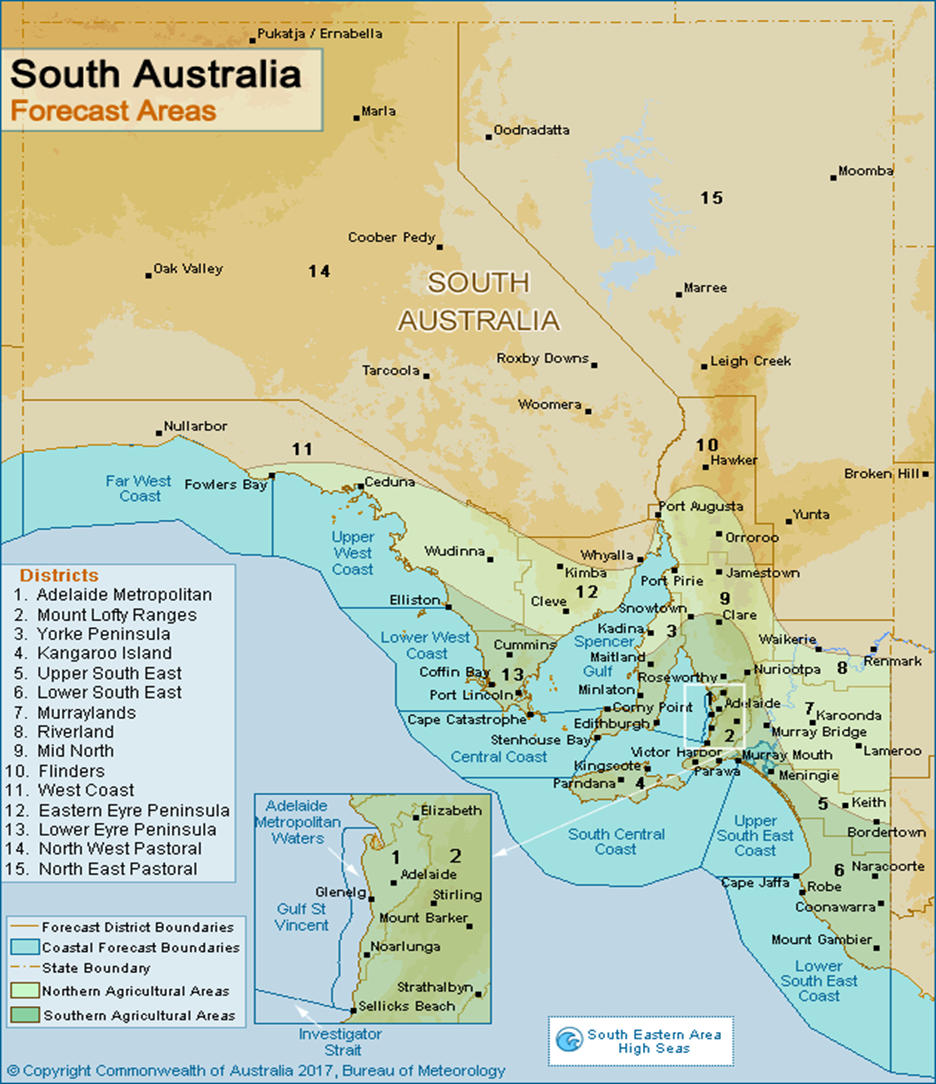 Pukatja / Ernabella
South Australia
Forecast Areas
Marla
Oodnadatta
Moomba
15
Coober Pedy
Oak Valley
14
SOUTH
AUSTRALIA
Marree
Roxby Downs
Leigh Creek
Tarcoola
Woomera
Nullarbor
11
10
Hawker
Broken Hill
Far West
Coast
Fowlers Bay
Ceduna
Port Augusta
Yunta
Upper
West
Coast
Orroroo
Wudinna
Whyalla
Kimba
Port Pirie
Jamestown
12
9
Elliston
Cleve
Snowtown
Clare
Lower West
Coast
Spencer
Gulf
Kadina
3
Waikerie
Cummins
Maitland
8
Renmark
Coffin Bay
13
Roseworthy
Nuriootpa
Port Lincoln
Minlaton
1
Adelaide
7
Karoonda
Cape Catastrophe
Corny Point
Edithburgh
2
Murray Bridge
Stenhouse Bay
Central Coast
Victor Harbor
Murray Mouth
Lameroo
Kingscote
Parawa
Meningie
Parndana
4
5
Keith
Bordertown
South Central
Coast
Upper
South East
Coast
6
Naracoorte
Cape Jaffa
Robe
Coonawarra
Mount Gambier
Lower
South East
Coast
Districts
1. Adelaide Metropolitan
2. Mount Lofty Ranges
3. Yorke Peninsula
4. Kangaroo Island
5. Upper South East
6. Lower South East
7. Murraylands
8. Riverland
9. Mid North
10. Flinders
11. West Coast
12. Eastern Eyre Peninsula
13. Lower Eyre Peninsula
14. North West Pastoral
15. North East Pastoral
Forecast District Boundaries
Coastal Forecast Boundaries
State Boundary
Northern Agricultural Areas
Southern Agricultural Areas
Adelaide
Metropolitan
Waters
Elizabeth
1
2
Adelaide
Glenelg
Stirling
Gulf St
Vincent
Mount Barker
Noarlunga
Strathalbyn
Sellicks Beach
Investigator
Strait
South Eastern Area
High Seas
© Copyright Commonwealth of Australia 2017, Bureau of Meteorology